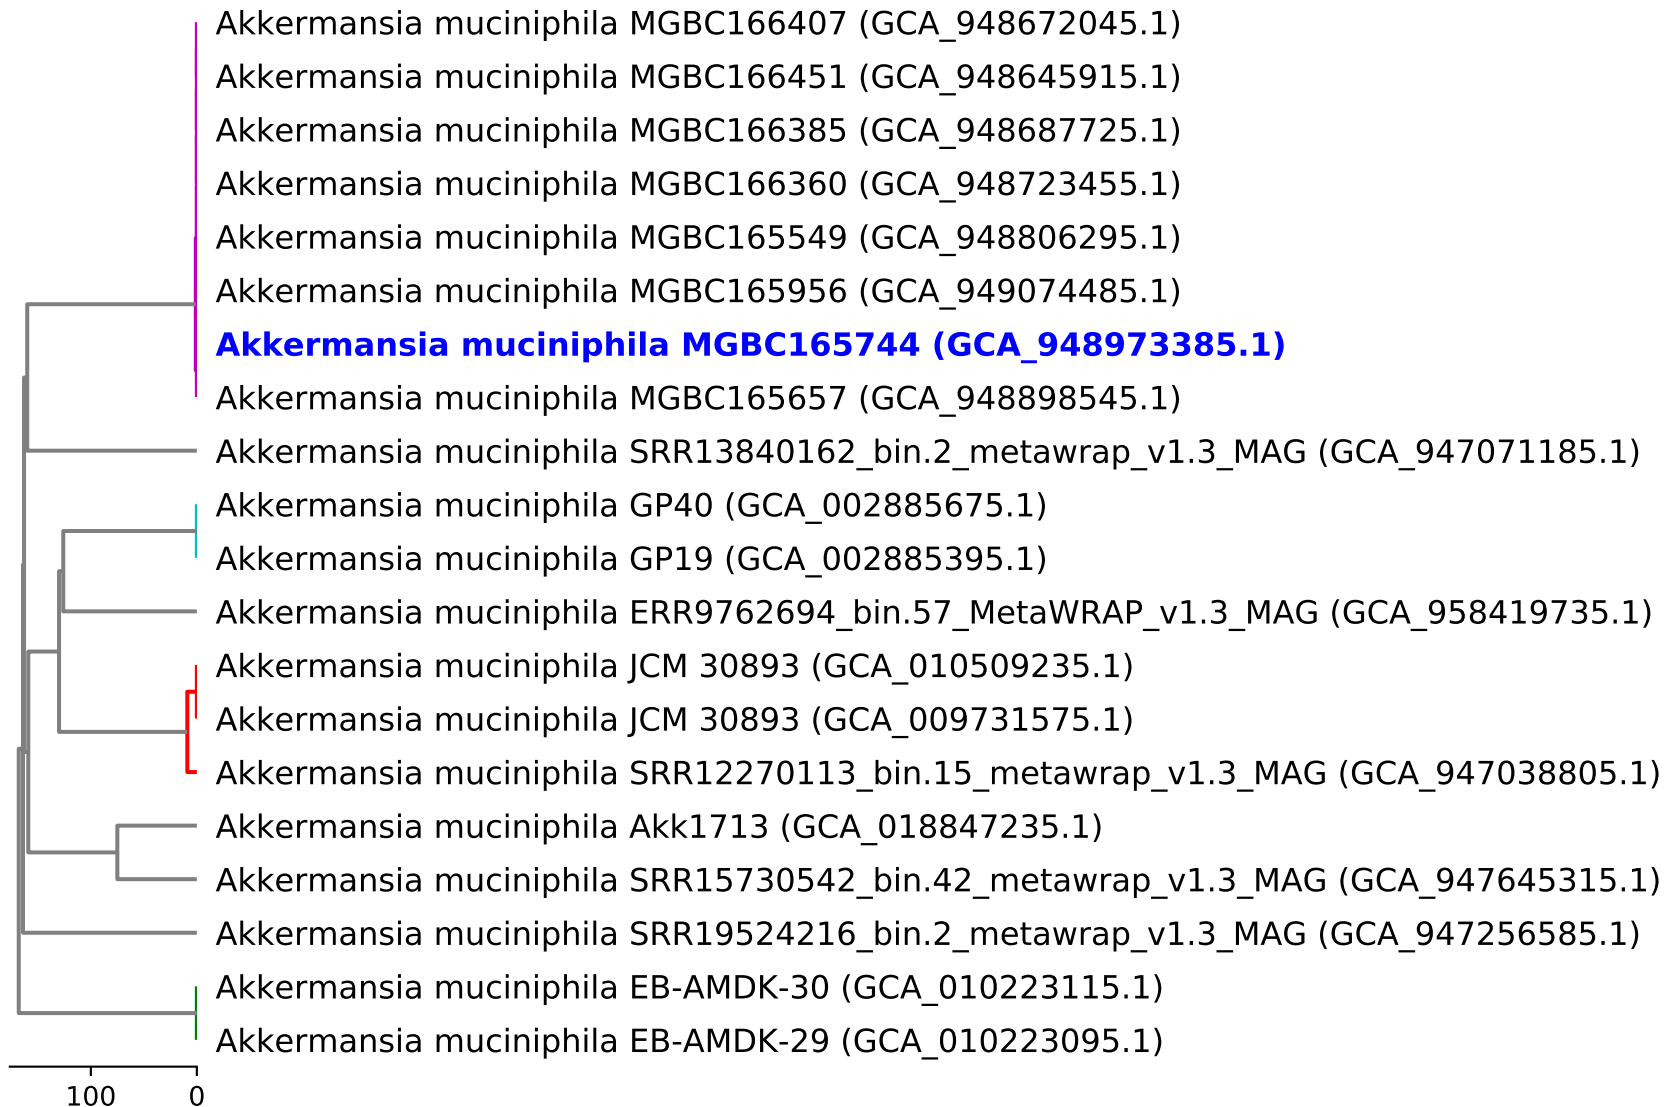 Akkermansia muciniphila MGBC166407 (GCA_948672045.1)
Akkermansia muciniphila MGBC166451 (GCA_948645915.1)
Akkermansia muciniphila MGBC166385 (GCA_948687725.1)
Akkermansia muciniphila MGBC166360 (GCA_948723455.1)
Akkermansia muciniphila MGBC165549 (GCA_948806295.1)
Akkermansia muciniphila MGBC165956 (GCA_949074485.1)
Akkermansia muciniphila MGBC165744 (GCA_948973385.1)
Akkermansia muciniphila MGBC165657 (GCA_948898545.1)
Akkermansia muciniphila SRR13840162_bin.2_metawrap_v1.3_MAG (GCA_947071185.1)
Akkermansia muciniphila GP40 (GCA_002885675.1)
Akkermansia muciniphila GP19 (GCA_002885395.1)
Akkermansia muciniphila ERR9762694_bin.57_MetaWRAP_v1.3_MAG (GCA_958419735.1)
Akkermansia muciniphila JCM 30893 (GCA_010509235.1)
Akkermansia muciniphila JCM 30893 (GCA_009731575.1)
Akkermansia muciniphila SRR12270113_bin.15_metawrap_v1.3_MAG (GCA_947038805.1)
Akkermansia muciniphila Akk1713 (GCA_018847235.1)
Akkermansia muciniphila SRR15730542_bin.42_metawrap_v1.3_MAG (GCA_947645315.1)
Akkermansia muciniphila SRR19524216_bin.2_metawrap_v1.3_MAG (GCA_947256585.1)
Akkermansia muciniphila EB-AMDK-30 (GCA_010223115.1)
Akkermansia muciniphila EB-AMDK-29 (GCA_010223095.1)
100 0